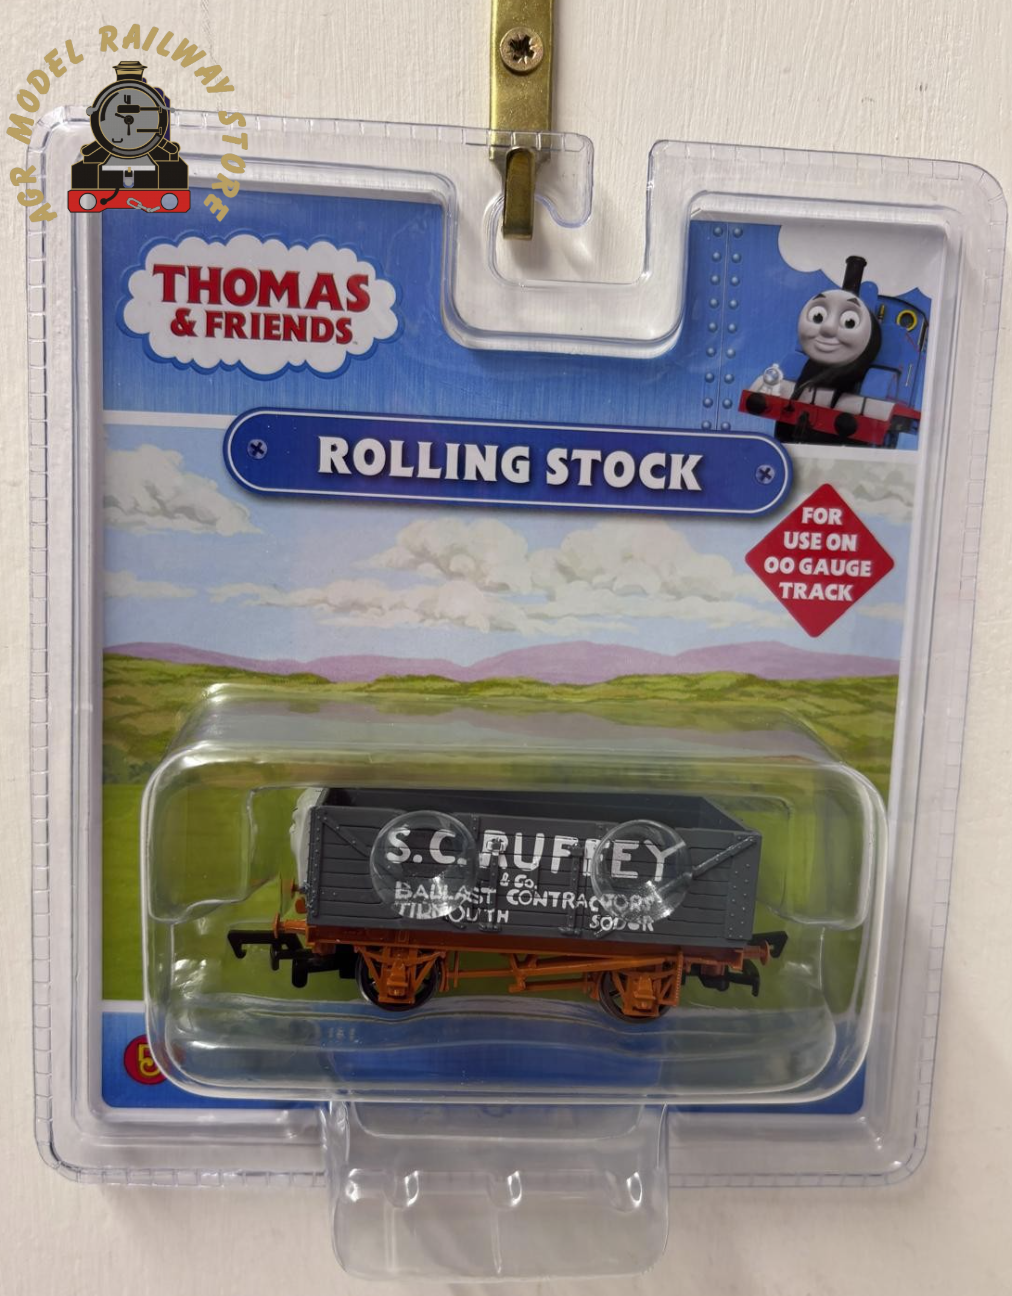 AGR MODEL RAILWAY STORE
THOMAS
& FRIENDS
ROLLING STOCK
FOR
USE ON
OO GAUGE
TRACK
S.C. RUFFEY
& Co.
BALLAST CONTRACTORS
TIDMOUTH SODOR
5